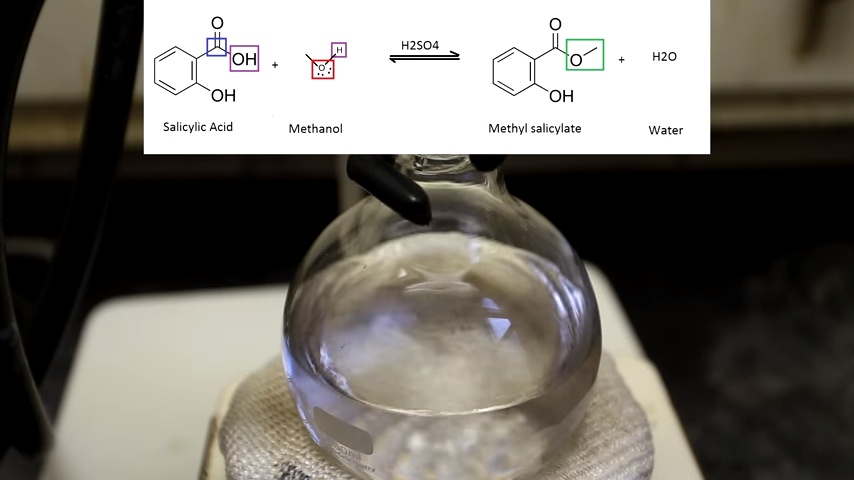 O
OH
OH
Salicylic Acid
+
H
O
Methanol
H2SO4
O
O
OH
Methyl salicylate
+
H2O
Water